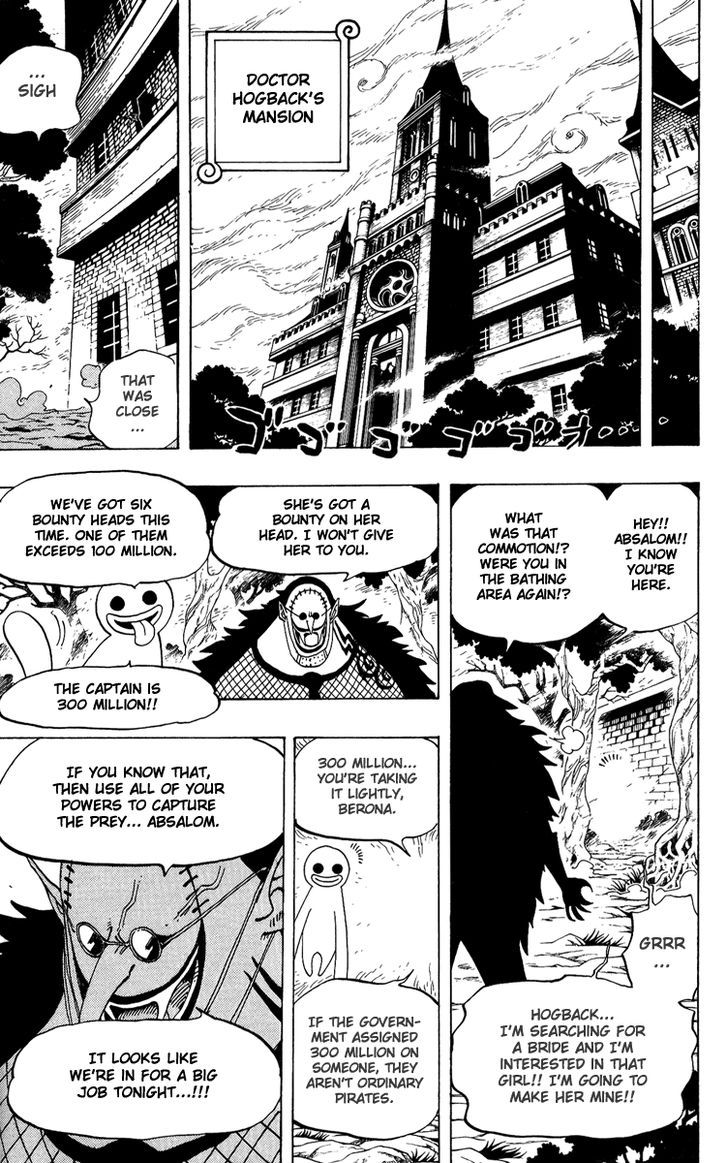 DOCTOR
HOGBACK'S
MANSION
ゴゴゴゴゴオ...
...
SIGH
THAT
WAS
CLOSE
...
HEY!!
ABSALOM!!
I KNOW
YOU'RE
HERE.
WHAT
WAS THAT
COMMOTION!?
WERE YOU IN
THE BATHING
AREA AGAIN!?
GRRR
...
HOGBACK...
I'M SEARCHING FOR
A BRIDE AND I'M
INTERESTED IN THAT
GIRL!! I'M GOING TO
MAKE HER MINE!!
SHE'S GOT A
BOUNTY ON HER
HEAD. I WON'T GIVE
HER TO YOU.
WE'VE GOT SIX
BOUNTY HEADS THIS
TIME. ONE OF THEM
EXCEEDS 100 MILLION.
THE CAPTAIN IS
300 MILLION!!
300 MILLION...
YOU'RE TAKING
IT LIGHTLY,
BERONA.
IF THE GOVERN-
MENT ASSIGNED
300 MILLION ON
SOMEONE, THEY
AREN'T ORDINARY
PIRATES.
IF YOU KNOW THAT,
THEN USE ALL OF YOUR
POWERS TO CAPTURE
THE PREY... ABSALOM.
IT LOOKS LIKE
WE'RE IN FOR A BIG
JOB TONIGHT...!!!